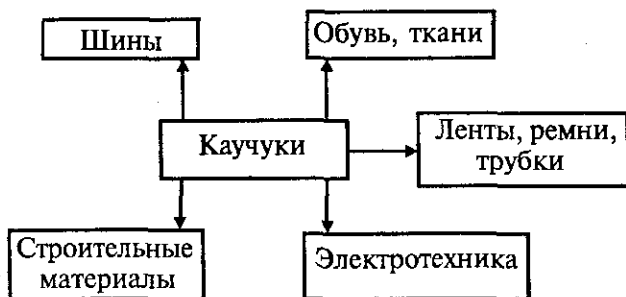 Шины
Обувь, ткани
Каучуки
Ленты, ремни,
трубки
Строительные
материалы
Электротехника